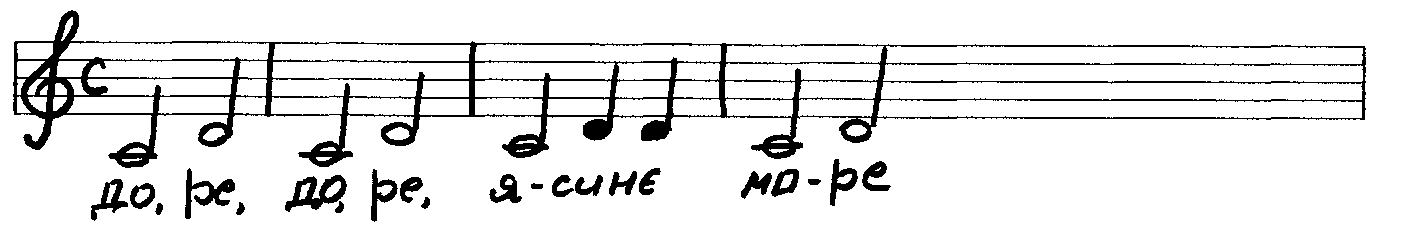 до, ре, до, ре, я-синє мо-ре